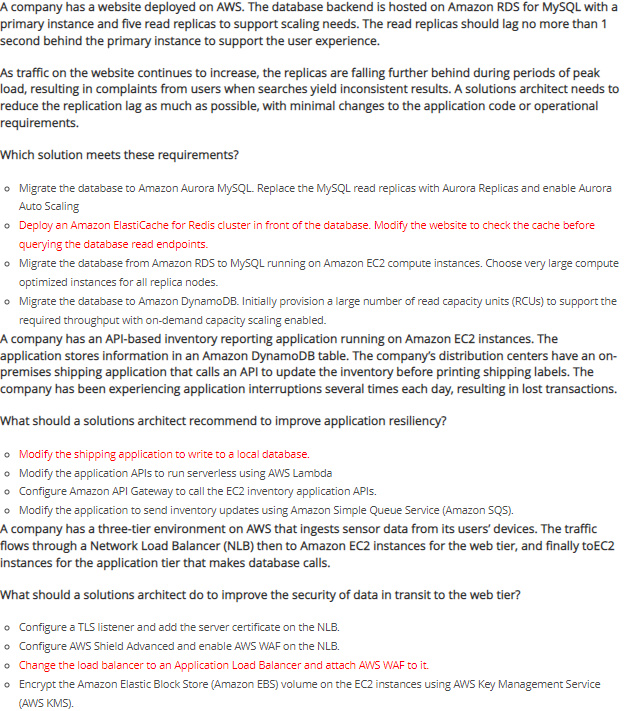 A company has a website deployed on AWS. The database backend is hosted on Amazon RDS for MySQL with a
primary instance and five read replicas to support scaling needs. The read replicas should lag no more than 1
second behind the primary instance to support the user experience.
As traffic on the website continues to increase, the replicas are falling further behind during periods of peak
load, resulting in complaints from users when searches yield inconsistent results. A solutions architect needs to
reduce the replication lag as much as possible, with minimal changes to the application code or operational
requirements.
Which solution meets these requirements?
○ Migrate the database to Amazon Aurora MySQL. Replace the MySQL read replicas with Aurora Replicas and enable Aurora
Auto Scaling
○ Deploy an Amazon ElastiCache for Redis cluster in front of the database. Modify the website to check the cache before
querying the database read endpoints.
○ Migrate the database from Amazon RDS to MySQL running on Amazon EC2 compute instances. Choose very large compute
optimized instances for all replica nodes.
○ Migrate the database to Amazon DynamoDB. Initially provision a large number of read capacity units (RCUs) to support the
required throughput with on-demand capacity scaling enabled.
A company has an API-based inventory reporting application running on Amazon EC2 instances. The
application stores information in an Amazon DynamoDB table. The company's distribution centers have an on-
premises shipping application that calls an API to update the inventory before printing shipping labels. The
company has been experiencing application interruptions several times each day, resulting in lost transactions.
What should a solutions architect recommend to improve application resiliency?
○ Modify the shipping application to write to a local database.
○ Modify the application APIs to run serverless using AWS Lambda
○ Configure Amazon API Gateway to call the EC2 inventory application APIs.
○ Modify the application to send inventory updates using Amazon Simple Queue Service (Amazon SQS).
A company has a three-tier environment on AWS that ingests sensor data from its users' devices. The traffic
flows through a Network Load Balancer (NLB) then to Amazon EC2 instances for the web tier, and finally toEC2
instances for the application tier that makes database calls.
What should a solutions architect do to improve the security of data in transit to the web tier?
○ Configure a TLS listener and add the server certificate on the NLB.
○ Configure AWS Shield Advanced and enable AWS WAF on the NLB.
○ Change the load balancer to an Application Load Balancer and attach AWS WAF to it.
○ Encrypt the Amazon Elastic Block Store (Amazon EBS) volume on the EC2 instances using AWS Key Management Service
(AWS KMS).